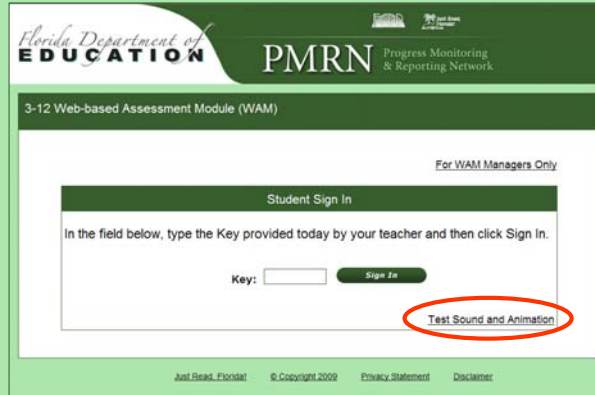 Florida Department of
EDUCATION
PMRN Progress Monitoring
& Reporting Network
3-12 Web-based Assessment Module (WAM)
For WAM Managers Only
Student Sign In
In the field below, type the Key provided today by your teacher and then click Sign In.
Key: Sign In
Test Sound and Animation
Just Read, Florida! © Copyright 2009 Privacy Statement Disclaimer